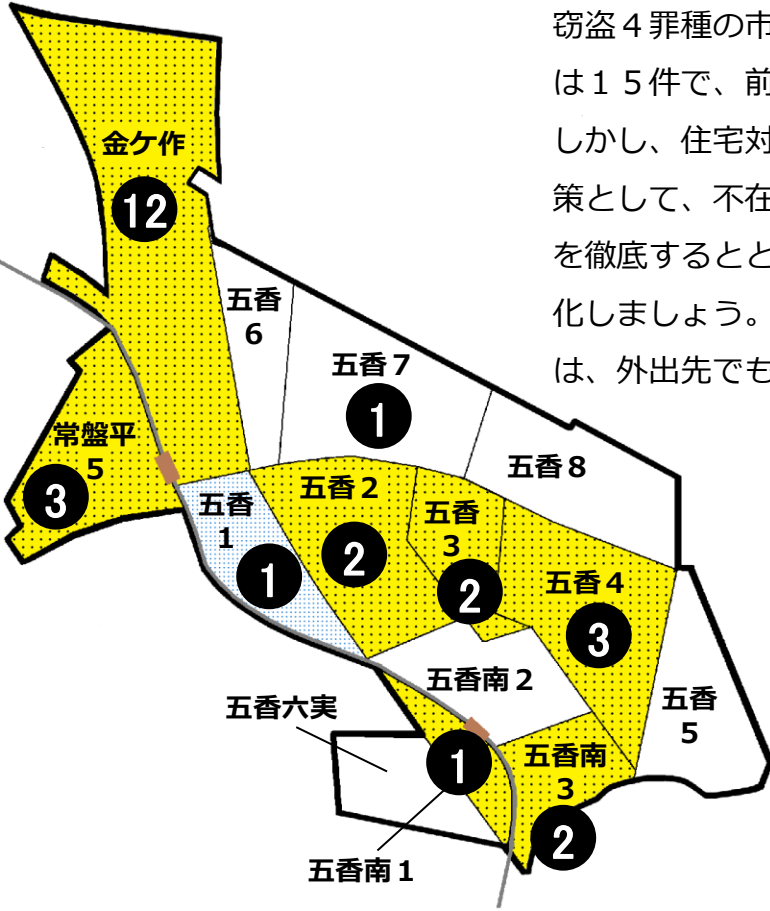 窃盗４罪種の市
は１５件で、前
しかし、住宅対
策として、不在
を徹底するとと
化しましょう。
は、外出先でも
金ケ作
12
五香
6
五香７
1
五香８
常盤平
5
3
五香
1
1
五香２
2
五香
3
2
五香４
3
五香南２
五香
5
五香六実
1
五香南
3
2
五香南１